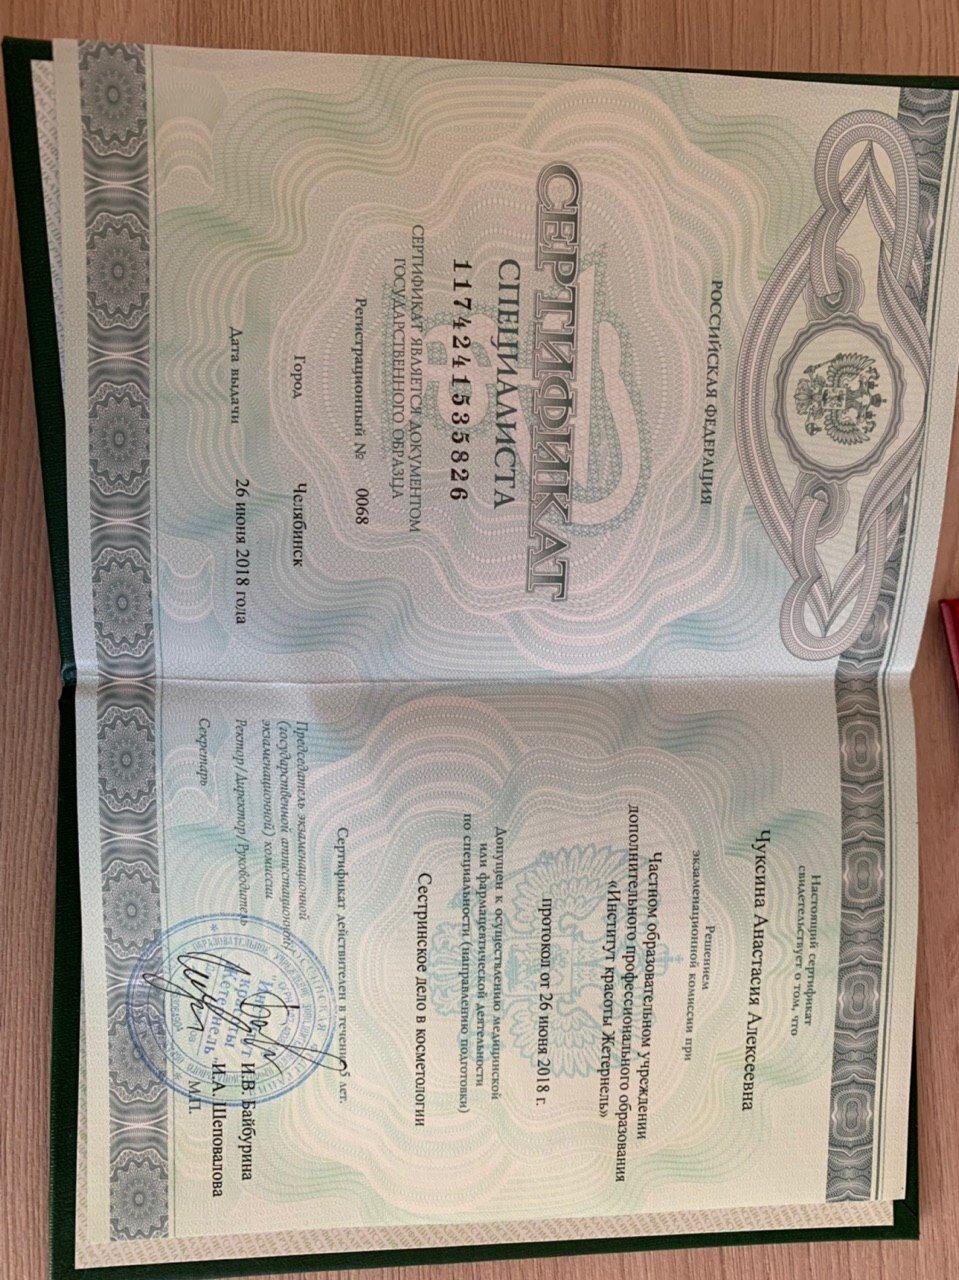 РОССИЙСКАЯ ФЕДЕРАЦИЯ
СЕРТИФИКАТ
СПЕЦИАЛИСТА
1174241535826
СЕРТИФИКАТ ЯВЛЯЕТСЯ ДОКУМЕНТОМ
ГОСУДАРСТВЕННОГО ОБРАЗЦА
Регистрационный № 0068
Город Челябинск
Дата выдачи 26 июня 2018 года
Настоящий сертификат
свидетельствует о том, что
Чуксина Анастасия Алексеевна
Решением
экзаменационной комиссии при
Частном образовательном учреждении
дополнительного профессионального образования
«Институт красоты Жетернель»
протокол от 26 июня 2018 г.
Допущен к осуществлению медицинской
или фармацевтической деятельности
по специальности (направлению подготовки)
Сестринское дело в косметологии
Сертификат действителен в течение 5 лет.
Председатель экзаменационной
(государственной аттестационной)
экзаменационной) комиссии
Ректор/Директор/Руководитель И.В. Байбурина
Секретарь И.А. Щеповалова
М.П.